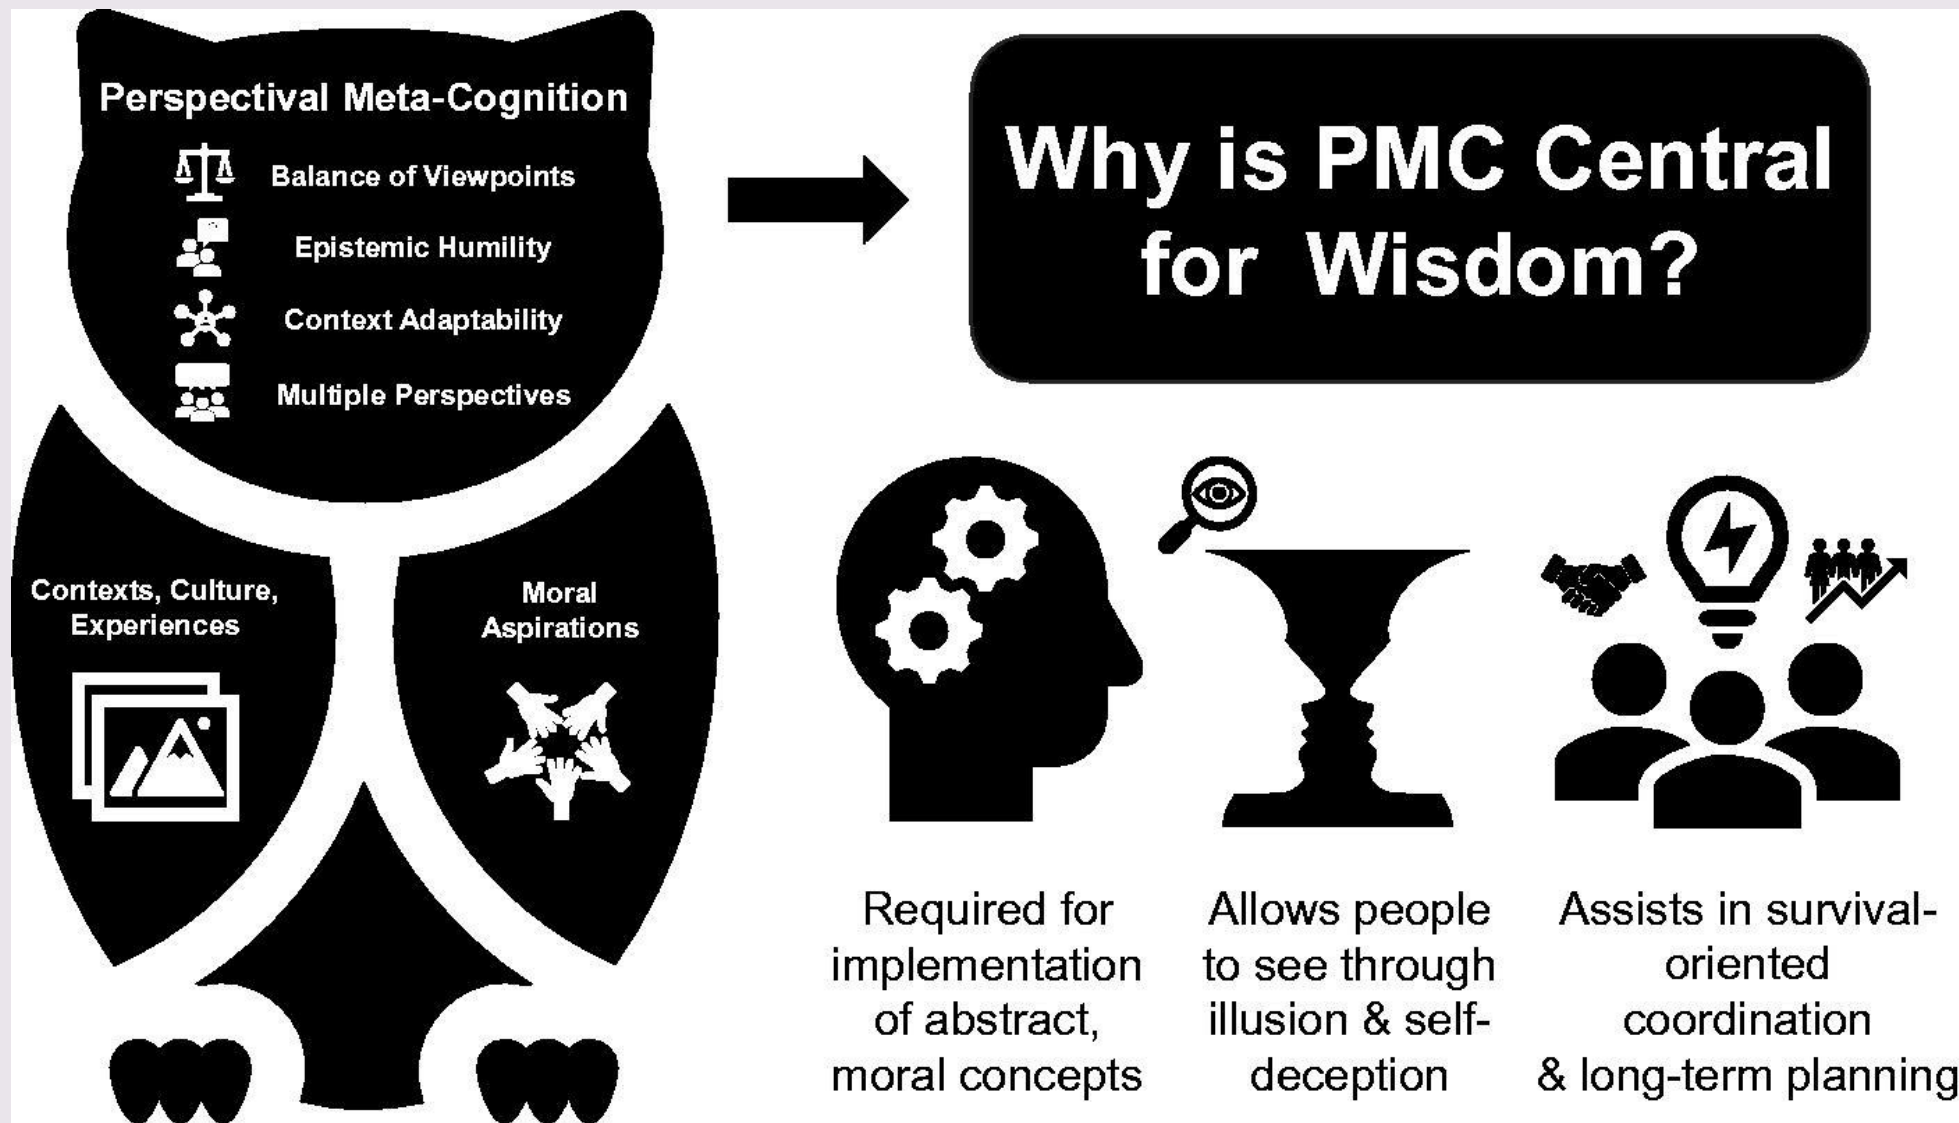 Perspectival Meta-Cognition
Balance of Viewpoints
Epistemic Humility
Context Adaptability
Multiple Perspectives
Contexts, Culture,
Experiences
Moral
Aspirations
Why is PMC Central
for Wisdom?
Required for
implementation
of abstract,
moral concepts
Allows people
to see through
illusion & self-
deception
Assists in survival-
oriented
coordination
& long-term planning